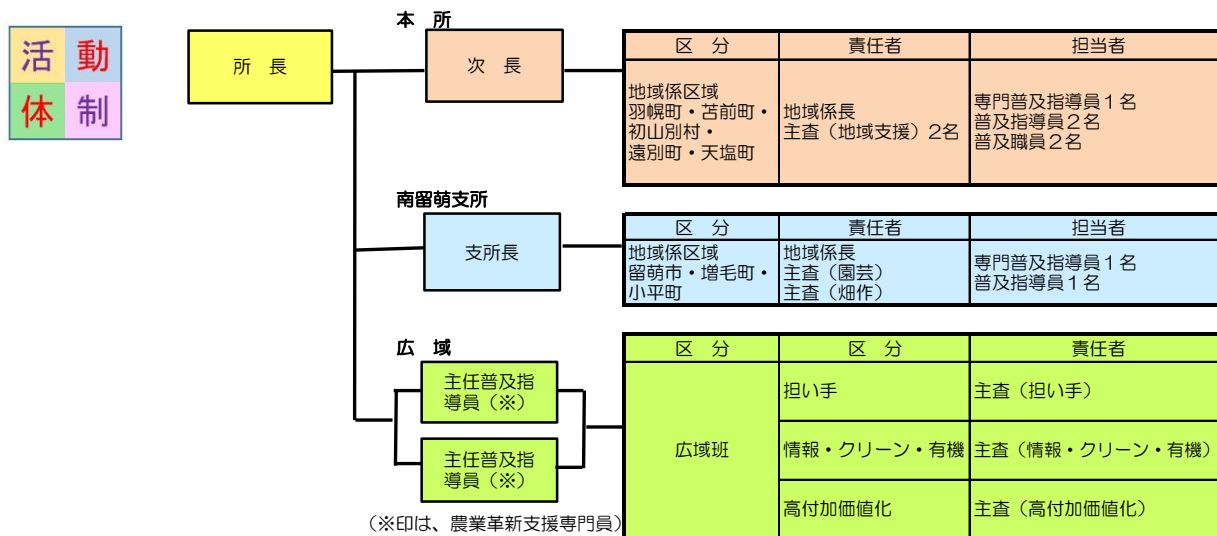 活動
体制
所　長
本　所
次　長
区　分
責任者
担当者
地域係区域
羽幌町・苫前町・
初山別村・
遠別町・天塩町
地域係長
主査（地域支援）2名
専門普及指導員１名
普及指導員２名
普及職員２名
南留萌支所
支所長
区　分
責任者
担当者
地域係区域
留萌市・増毛町・
小平町
地域係長
主査（園芸）
主査（畑作）
専門普及指導員１名
普及指導員１名
広　域
主任普及指
導員（※）
主任普及指
導員（※）
（※印は、農業革新支援専門員）
区　分
区　分
責任者
広域班
担い手
主査（担い手）
情報・クリーン・有機
主査（情報・クリーン・有機）
高付加価値化
主査（高付加価値化）